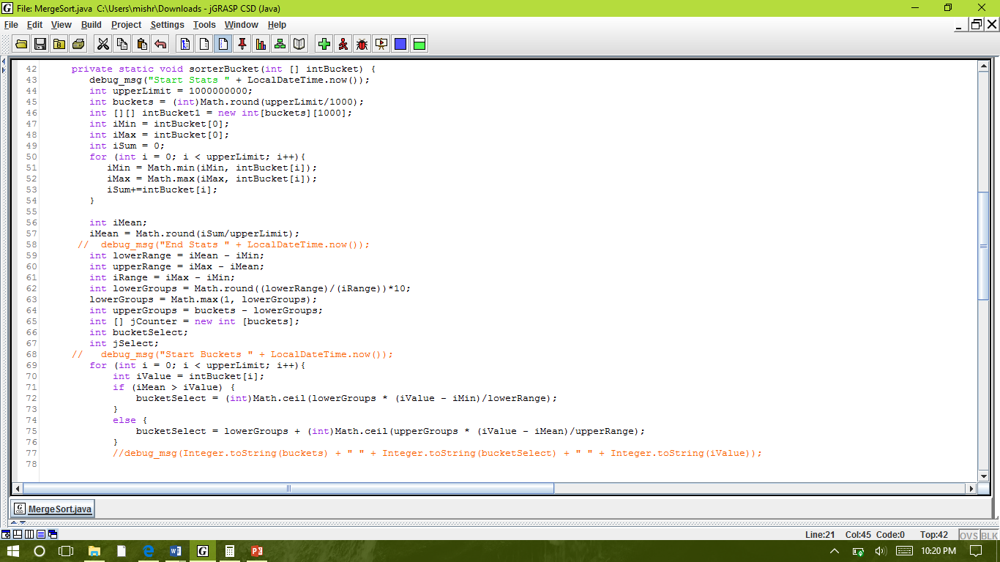 File: MergeSort.java C:\Users\mishr\Downloads - jGRASP CSD (Java)
File Edit View Build Project Settings Tools Window Help
42 private static void sorterBucket(int [] intBucket) {
43 debug_msg("Start Stats " + LocalDateTime.now());
44 int upperLimit = 1000000000;
45 int buckets = (int)Math.round(upperLimit/1000);
46 int [][] intBucket1 = new int[buckets][1000];
47 int iMin = intBucket[0];
48 int iMax = intBucket[0];
49 int iSum = 0;
50 for (int i = 0; i < upperLimit; i++){
51 iMin = Math.min(iMin, intBucket[i]);
52 iMax = Math.max(iMax, intBucket[i]);
53 iSum+=intBucket[i];
54 }
55
56 int iMean;
57 iMean = Math.round(iSum/upperLimit);
58 // debug_msg("End Stats " + LocalDateTime.now());
59 int lowerRange = iMean - iMin;
60 int upperRange = iMax - iMean;
61 int iRange = iMax - iMin;
62 int lowerGroups = Math.round((lowerRange)/(iRange))*10;
63 lowerGroups = Math.max(1, lowerGroups);
64 int upperGroups = buckets - lowerGroups;
65 int [] jCounter = new int [buckets];
66 int bucketSelect;
67 int jSelect;
68 // debug_msg("Start Buckets " + LocalDateTime.now());
69 for (int i = 0; i < upperLimit; i++){
70 int iValue = intBucket[i];
71 if (iMean > iValue) {
72 bucketSelect = (int)Math.ceil(lowerGroups * (iValue - iMin)/lowerRange);
73 }
74 else {
75 bucketSelect = lowerGroups + (int)Math.ceil(upperGroups * (iValue - iMean)/upperRange);
76 }
77 //debug_msg(Integer.toString(buckets) + " " + Integer.toString(bucketSelect) + " " + Integer.toString(iValue));
78
MergeSort.java
Line:21 Col:45 Code:0 Top:42 OVS BLK
10:20 PM